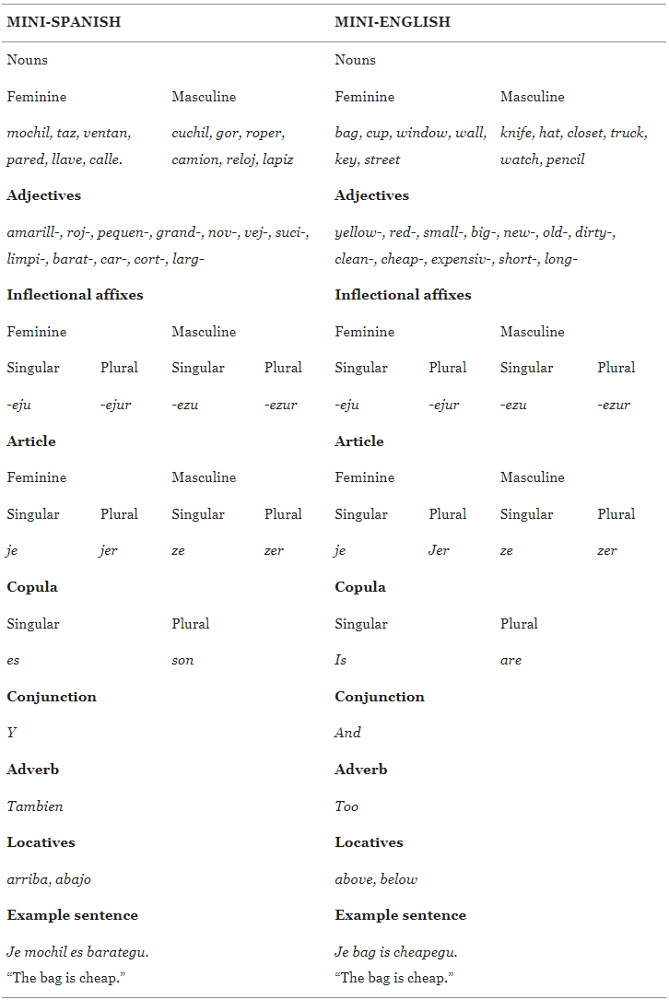 MINI-SPANISH MINI-ENGLISH
Nouns Nouns
Feminine Masculine Feminine Masculine
mochil, taz, ventan, cuchil, gor, roper, bag, cup, window, wall, knife, hat, closet, truck,
pared, llave, calle. camion, reloj, lapiz key, street watch, pencil
Adjectives Adjectives
amarill-, roj-, pequen-, grand-, nov-, vej-, suci-, yellow-, red-, small-, big-, new-, old-, dirty-,
limpi-, barat-, car-, cort-, larg- clean-, cheap-, expensiv-, short-, long-
Inflectional affixes Inflectional affixes
Feminine Masculine Feminine Masculine
Singular Plural Singular Plural Singular Plural Singular Plural
-eju -ejur -ezu -ezur -eju -ejur -ezu -ezur
Article Article
Feminine Masculine Feminine Masculine
Singular Plural Singular Plural Singular Plural Singular Plural
je jer ze zer je Jer ze zer
Copula Copula
Singular Plural Singular Plural
es son Is are
Conjunction Conjunction
Y And
Adverb Adverb
Tambien Too
Locatives Locatives
arriba, abajo above, below
Example sentence Example sentence
Je mochil es barategu. Je bag is cheapegu.
“The bag is cheap.” “The bag is cheap.”